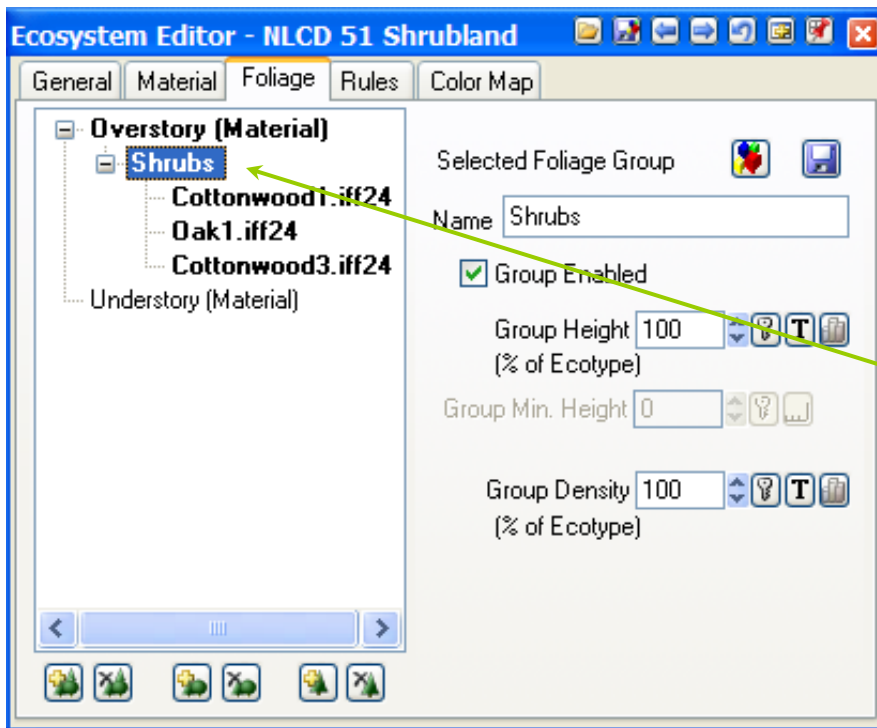 Ecosystem Editor - NLCD 51 Shrubland
General Material Foliage Rules Color Map
Overstory (Material)
Shrubs
Cottonwood1.iff24
Oak1.iff24
Cottonwood3.iff24
Understory (Material)
Selected Foliage Group
Name Shrubs
Group Enabled
Group Height 100 T
(% of Ecotype)
Group Min. Height 0
Group Density 100 T
(% of Ecotype)